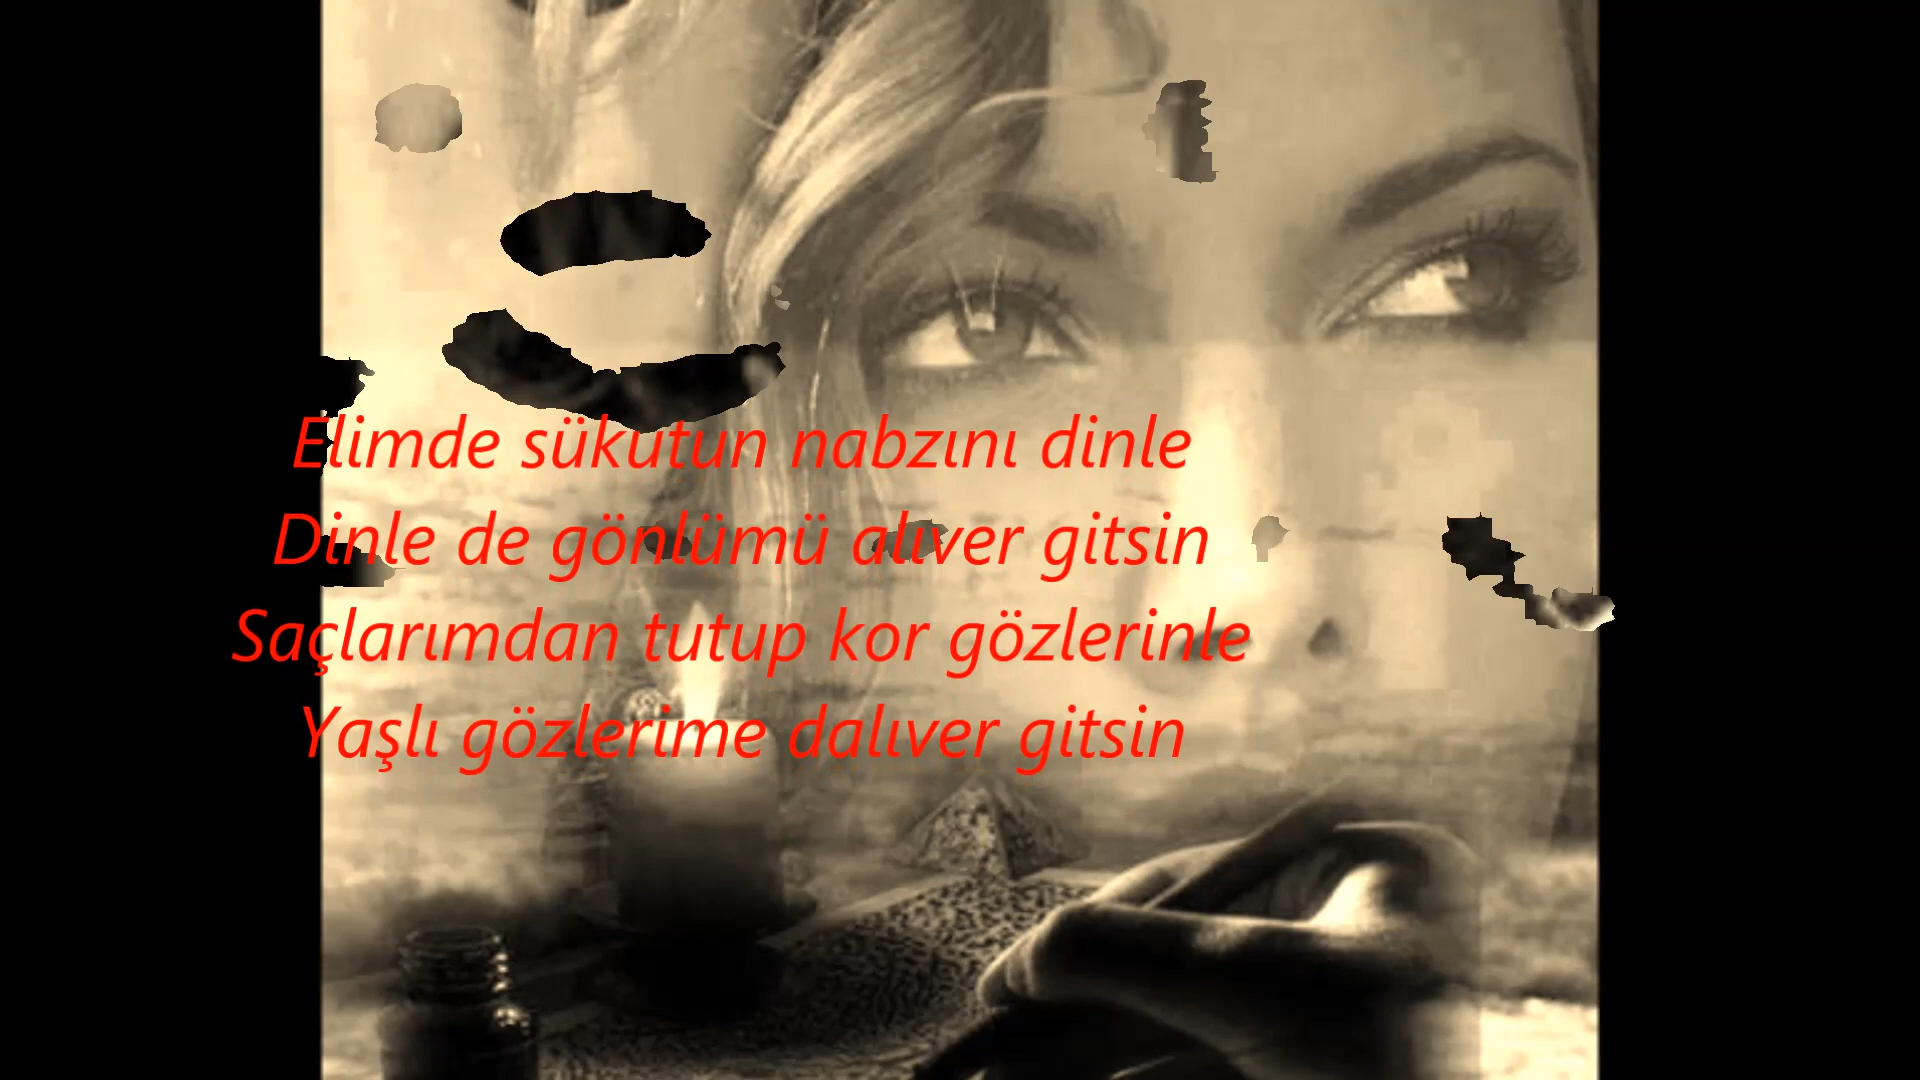 Elimde sükutun nabzını dinle
Dinle de gönlümü alıver gitsin
Saçlarımdan tutup kor gözlerinle
Yaşlı gözlerime dalıver gitsin